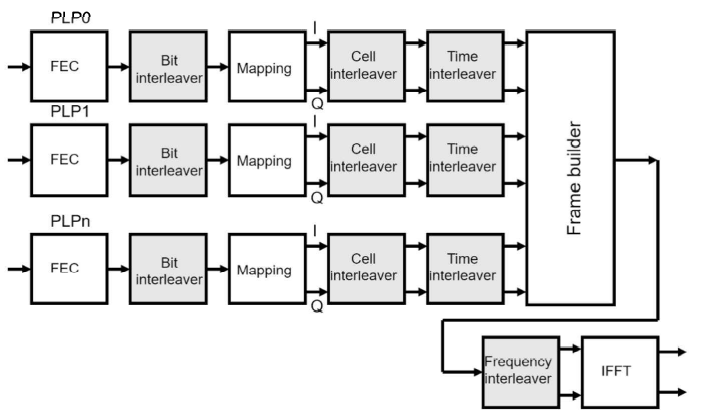 PLP0
FEC
Bit
interleaver
Mapping
I
Q
Cell
interleaver
Time
interleaver
PLP1
FEC
Bit
interleaver
Mapping
I
Q
Cell
interleaver
Time
interleaver
PLPn
FEC
Bit
interleaver
Mapping
I
Q
Cell
interleaver
Time
interleaver
Frame builder
Frequency
interleaver
IFFT